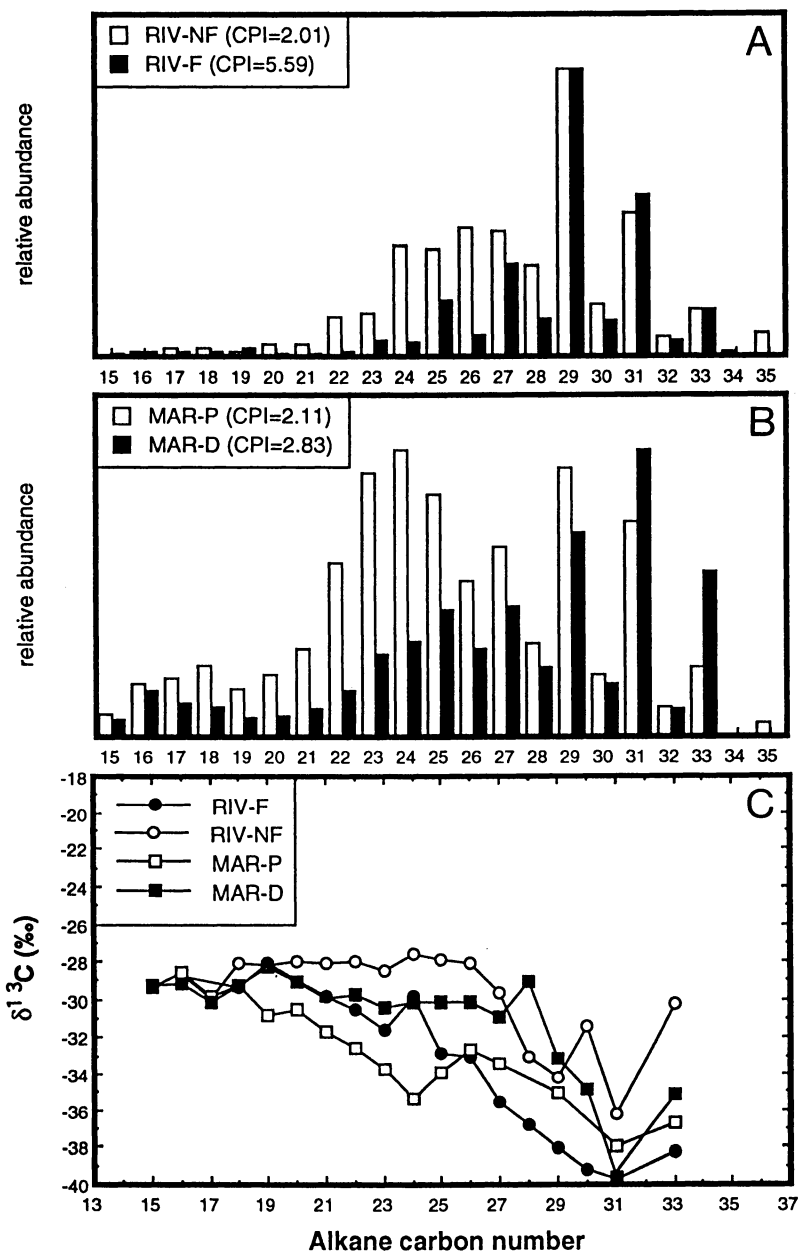 RIV-NF (CPI=2.01)
RIV-F (CPI=5.59)
A
relative abundance
15 16 17 18 19 20 21 22 23 24 25 26 27 28 29 30 31 32 33 34 35
MAR-P (CPI=2.11)
MAR-D (CPI=2.83)
B
relative abundance
15 16 17 18 19 20 21 22 23 24 25 26 27 28 29 30 31 32 33 34 35
C
RIV-F
RIV-NF
MAR-P
MAR-D
-18
-20
-22
-24
-26
-28
-30
-32
-34
-36
-38
-40
δ13C (‰)
13 15 17 19 21 23 25 27 29 31 33 35 37
Alkane carbon number